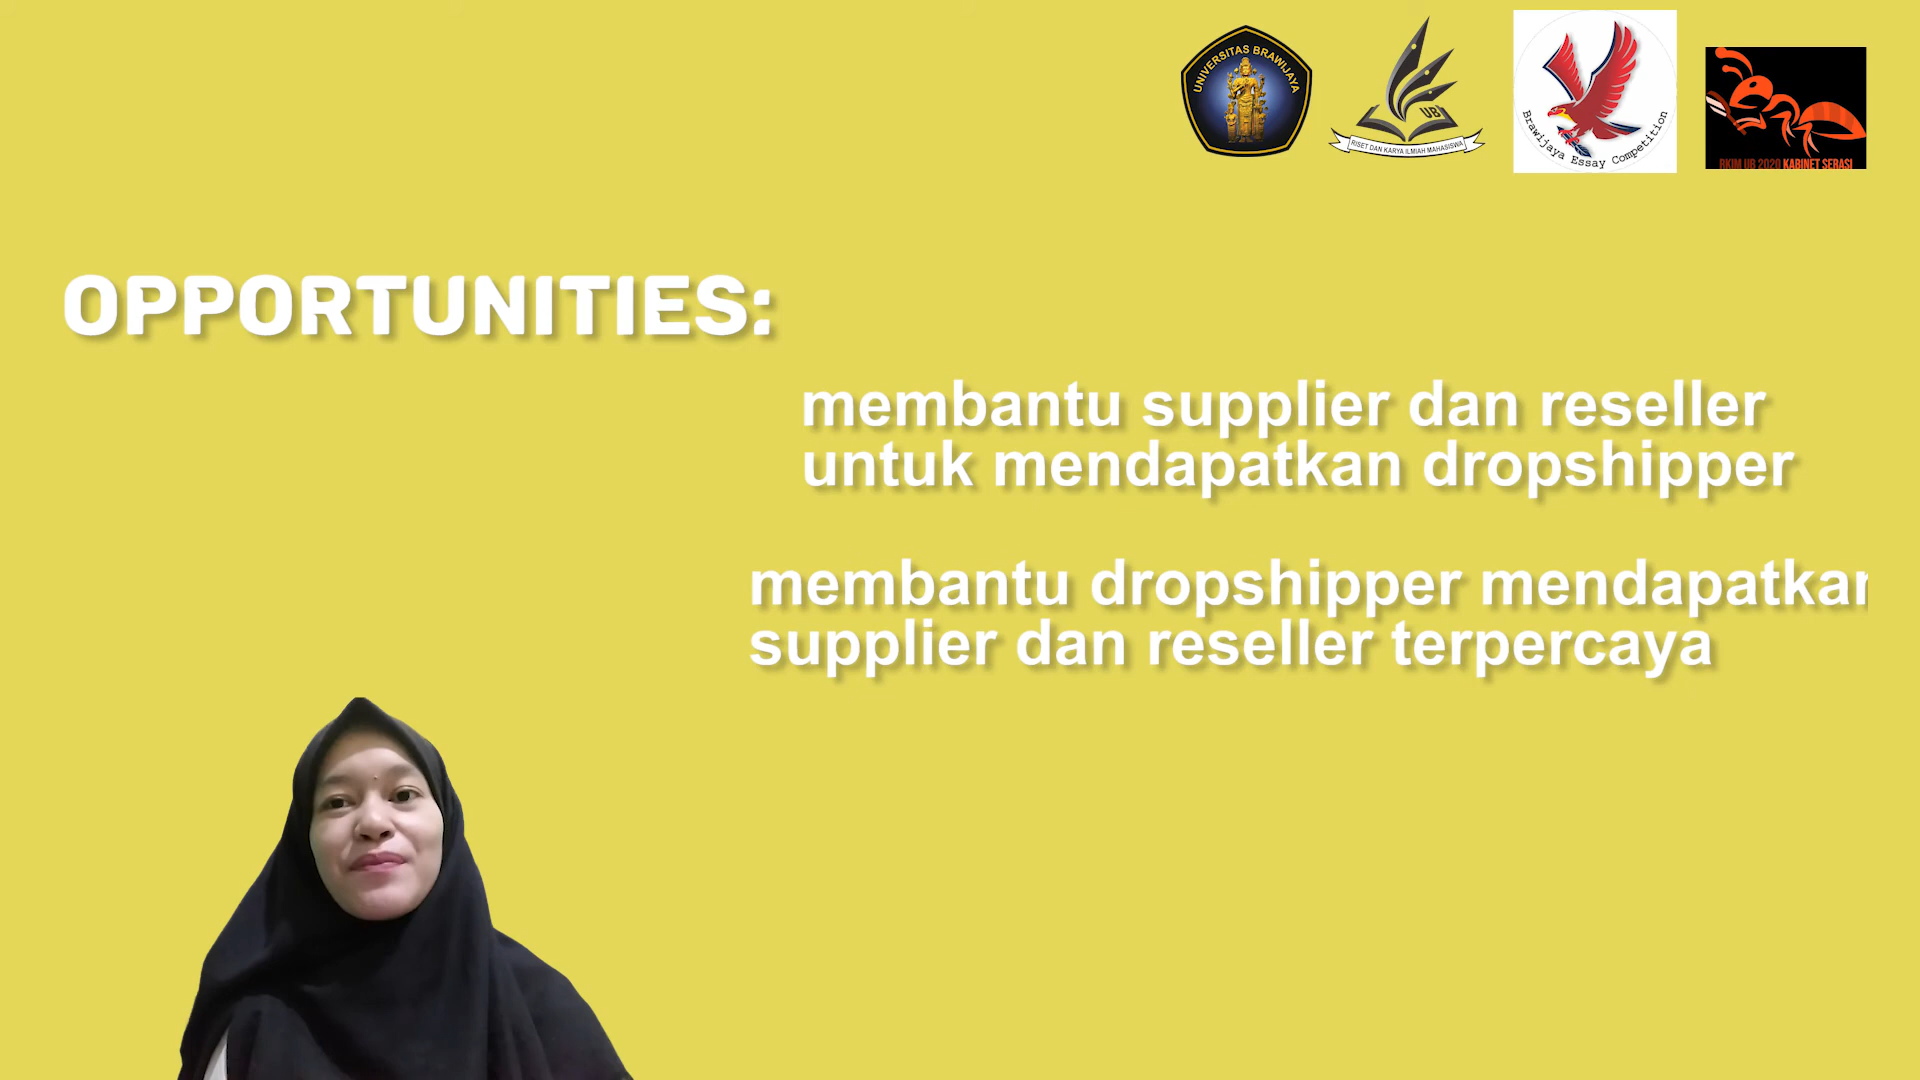 UNIVERSITAS BRAWIJAYA
UB
RISET DAN KARYA ILMIAH MAHASISWA
Brawijaya Essay Competition
RKIM UB 2020 KABINET SERASI
OPPORTUNITIES:
membantu supplier dan reseller
untuk mendapatkan dropshipper
membantu dropshipper mendapatkan
supplier dan reseller terpercaya